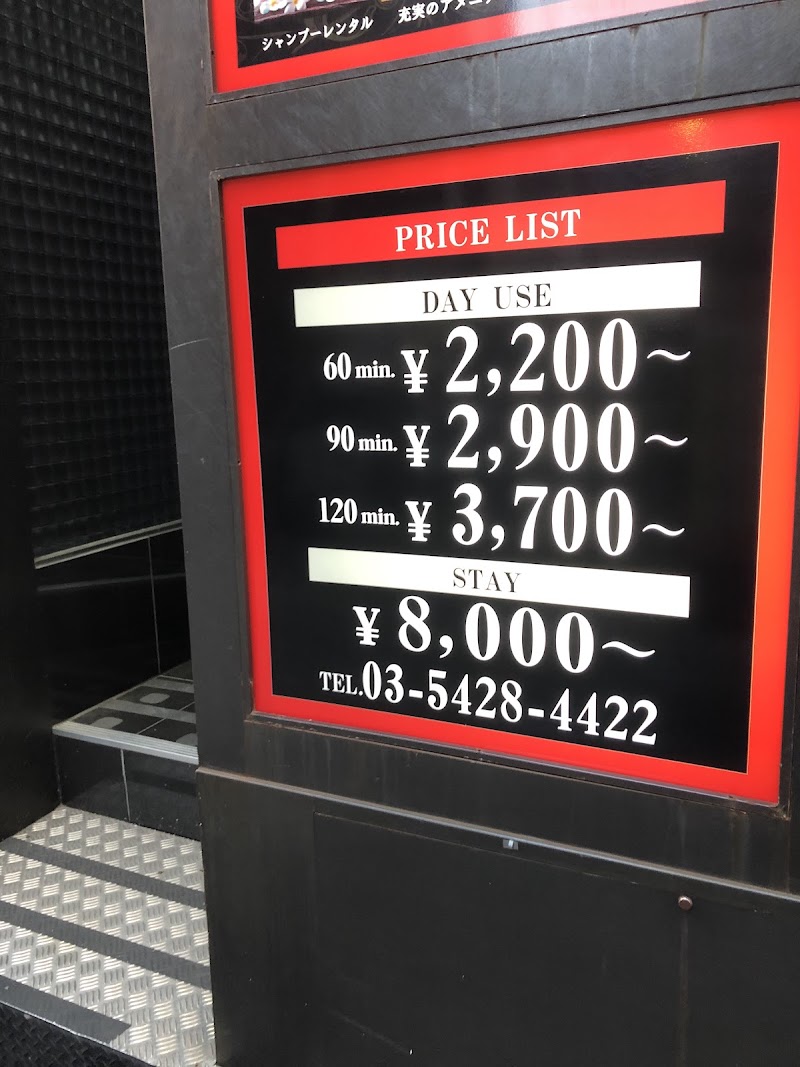 シャンプーレンタル 充実のアメニ
PRICE LIST
DAY USE
60 min. ¥ 2,200~
90 min. ¥ 2,900~
120 min. ¥ 3,700~
STAY
¥ 8,000~
TEL.03-5428-4422